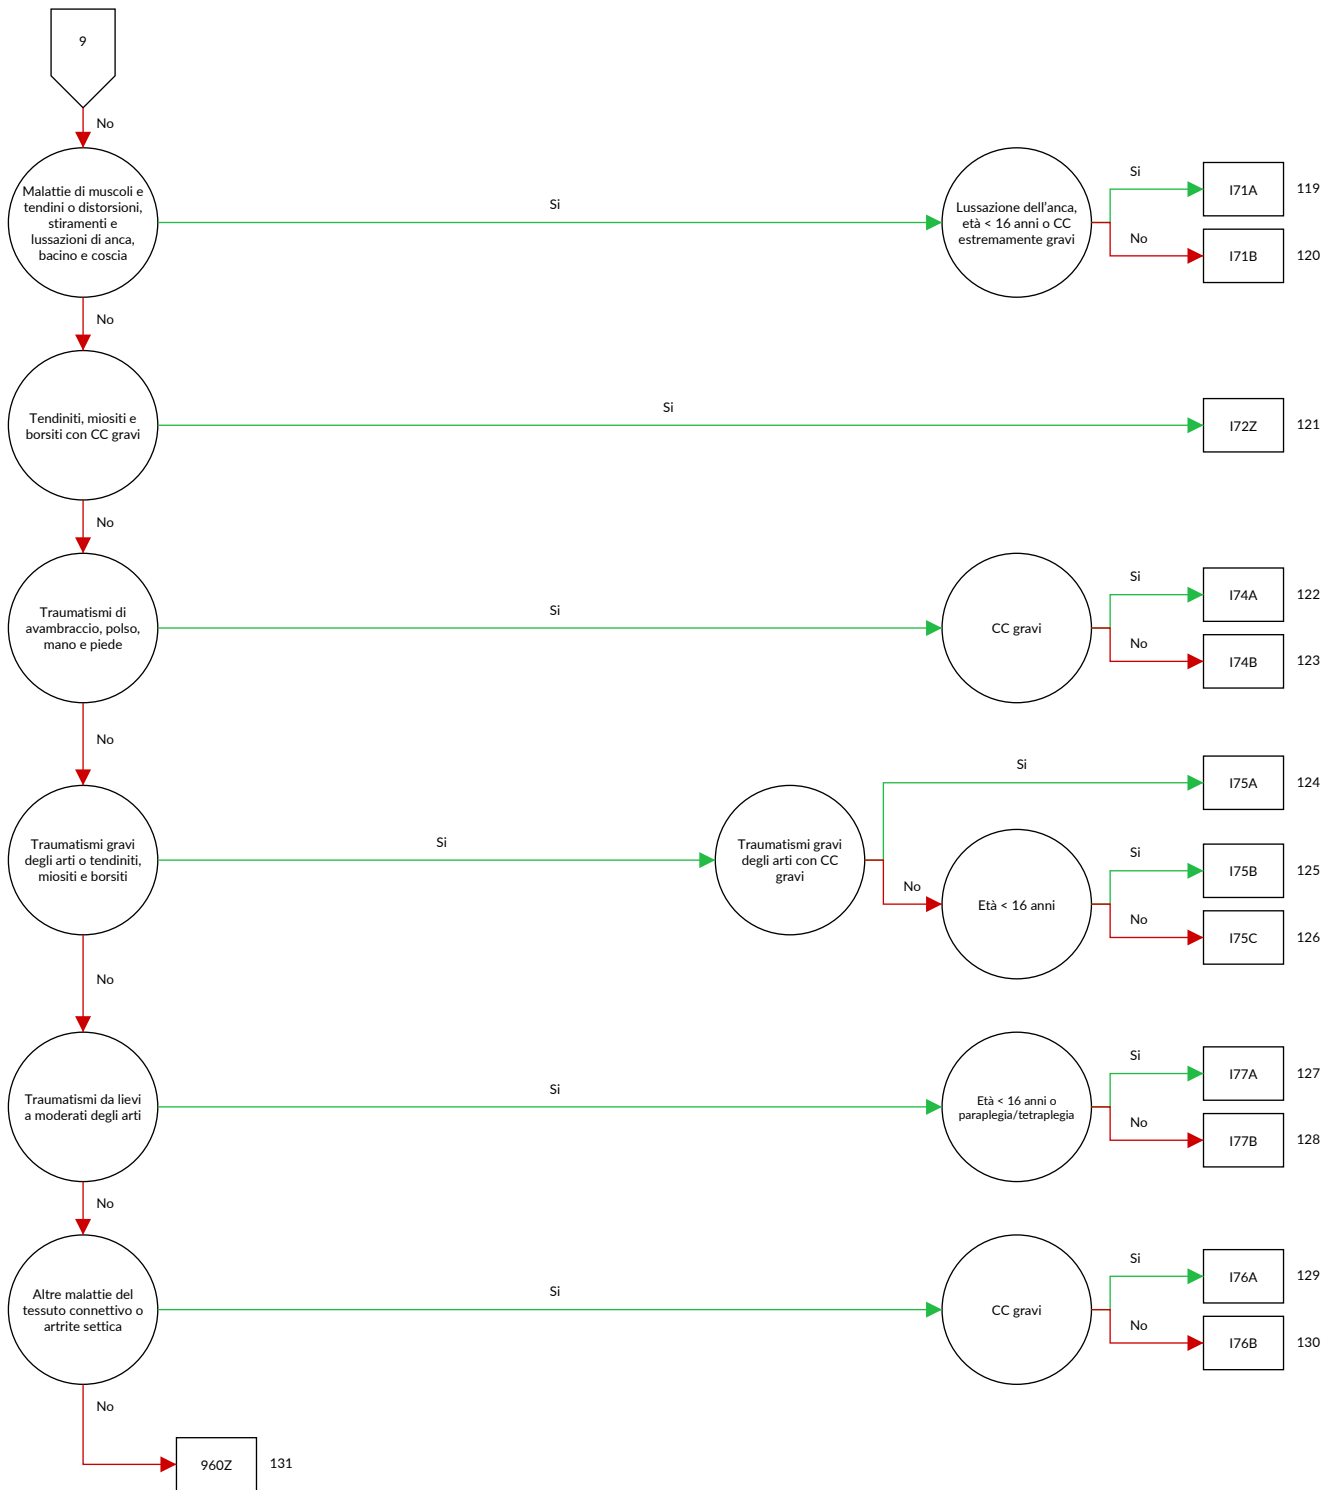 9
No
Malattie di muscoli e
tendini o distorsioni,
stiramenti e
lussazioni di anca,
bacino e coscia
Si
Lussazione dell'anca,
età < 16 anni o CC
estremamente gravi
Si
I71A
119
No
I71B
120
No
Tendiniti, miositi e
borsiti con CC gravi
Si
I72Z
121
No
Traumatismi di
avambraccio, polso,
mano e piede
Si
CC gravi
Si
I74A
122
No
I74B
123
No
Traumatismi gravi
degli arti o tendiniti,
miositi e borsiti
Si
Traumatismi gravi
degli arti con CC
gravi
Si
I75A
124
No
Età < 16 anni
Si
I75B
125
No
I75C
126
No
Traumatismi da lievi
a moderati degli arti
Si
Età < 16 anni o
paraplegia/tetraplegia
Si
I77A
127
No
I77B
128
No
Altre malattie del
tessuto connettivo o
artrite settica
Si
CC gravi
Si
I76A
129
No
I76B
130
No
960Z
131